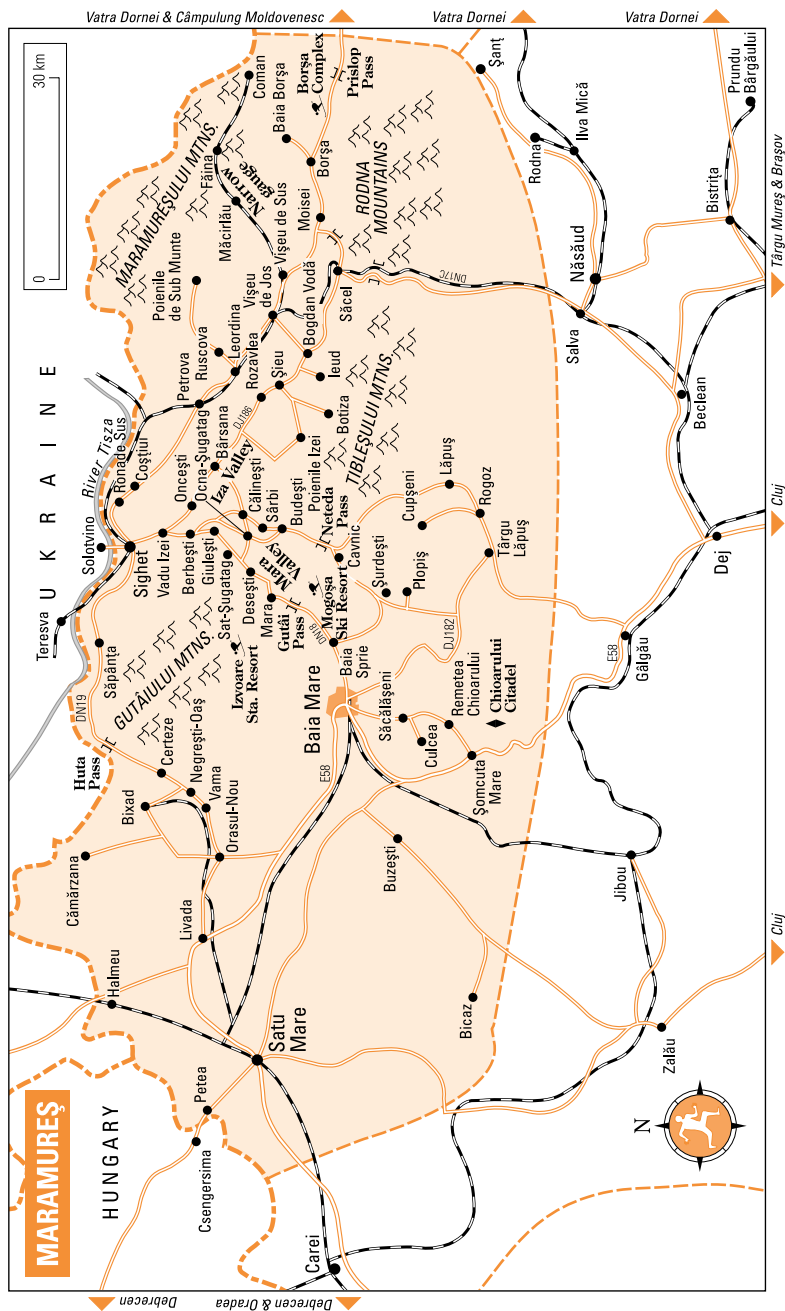 MARAMUREŞ
HUNGARY
UKRAINE
River Tisza
30 km
0
N
Vatra Dornei & Câmpulung Moldovenesc
Vatra Dornei
Vatra Dornei
Târgu Mureş & Braşov
Cluj
Cluj
Debrecen
Debrecen & Oradea
Csengersima
Petea
Carei
Satu
Mare
Halmeu
Livada
Cămărzana
Bixad
Orasul-Nou
Vama
Negreşti-Oaş
Certeze
Huta
Pass
DN19
GUTÂIULUI MTNS.
Săpânţa
Teresva
Solotvino
Sighet
Vadu Izei
Berbeşti
Giuleşti
Sat-Şugatag
Deseşti
Mara
Gutâi
Pass
Mara
Valley
Izvoare
Sta. Resort
Mogoşa
Ski Resort
DN18
Baia
Sprie
Baia Mare
E58
Ronade Sus
Coştiui
Onceşti
Ocna-Şugatag
Bârsana
Iza Valley
Călineşti
Sârbi
Budeşti
Poienile Izei
Neteda
Pass
Cavnic
Şurdeşti
Plopiş
Cupşeni
Lăpuş
Rogoz
Târgu
Lăpuş
DJ182
Săcălăşeni
Culcea
Remetea
Chioarului
Chioarului
Citadel
Şomcuta
Mare
Buzeşti
Bicaz
Zalău
Jibou
Gâlgău
E58
Dej
Beclean
Salva
Năsăud
Bistriţa
Prundu
Bârgăului
Ilva Mică
Rodna
Şanţ
DN17C
Săcel
TIBLEŞULUI MTNS.
Botiza
Ieud
Şieu
Rozavlea
DJ186
Bogdan Vodă
Petrova
Ruscova
Leordina
Poienile
de Sub Munte
Vişeu
de Jos
Vişeu de Sus
Măcirlău
Narrow
gauge
Făina
Coman
MARAMUREŞULUI MTNS.
Moisei
Borşa
Baia Borşa
Borşa
Complex
Prislop
Pass
RODNA
MOUNTAINS